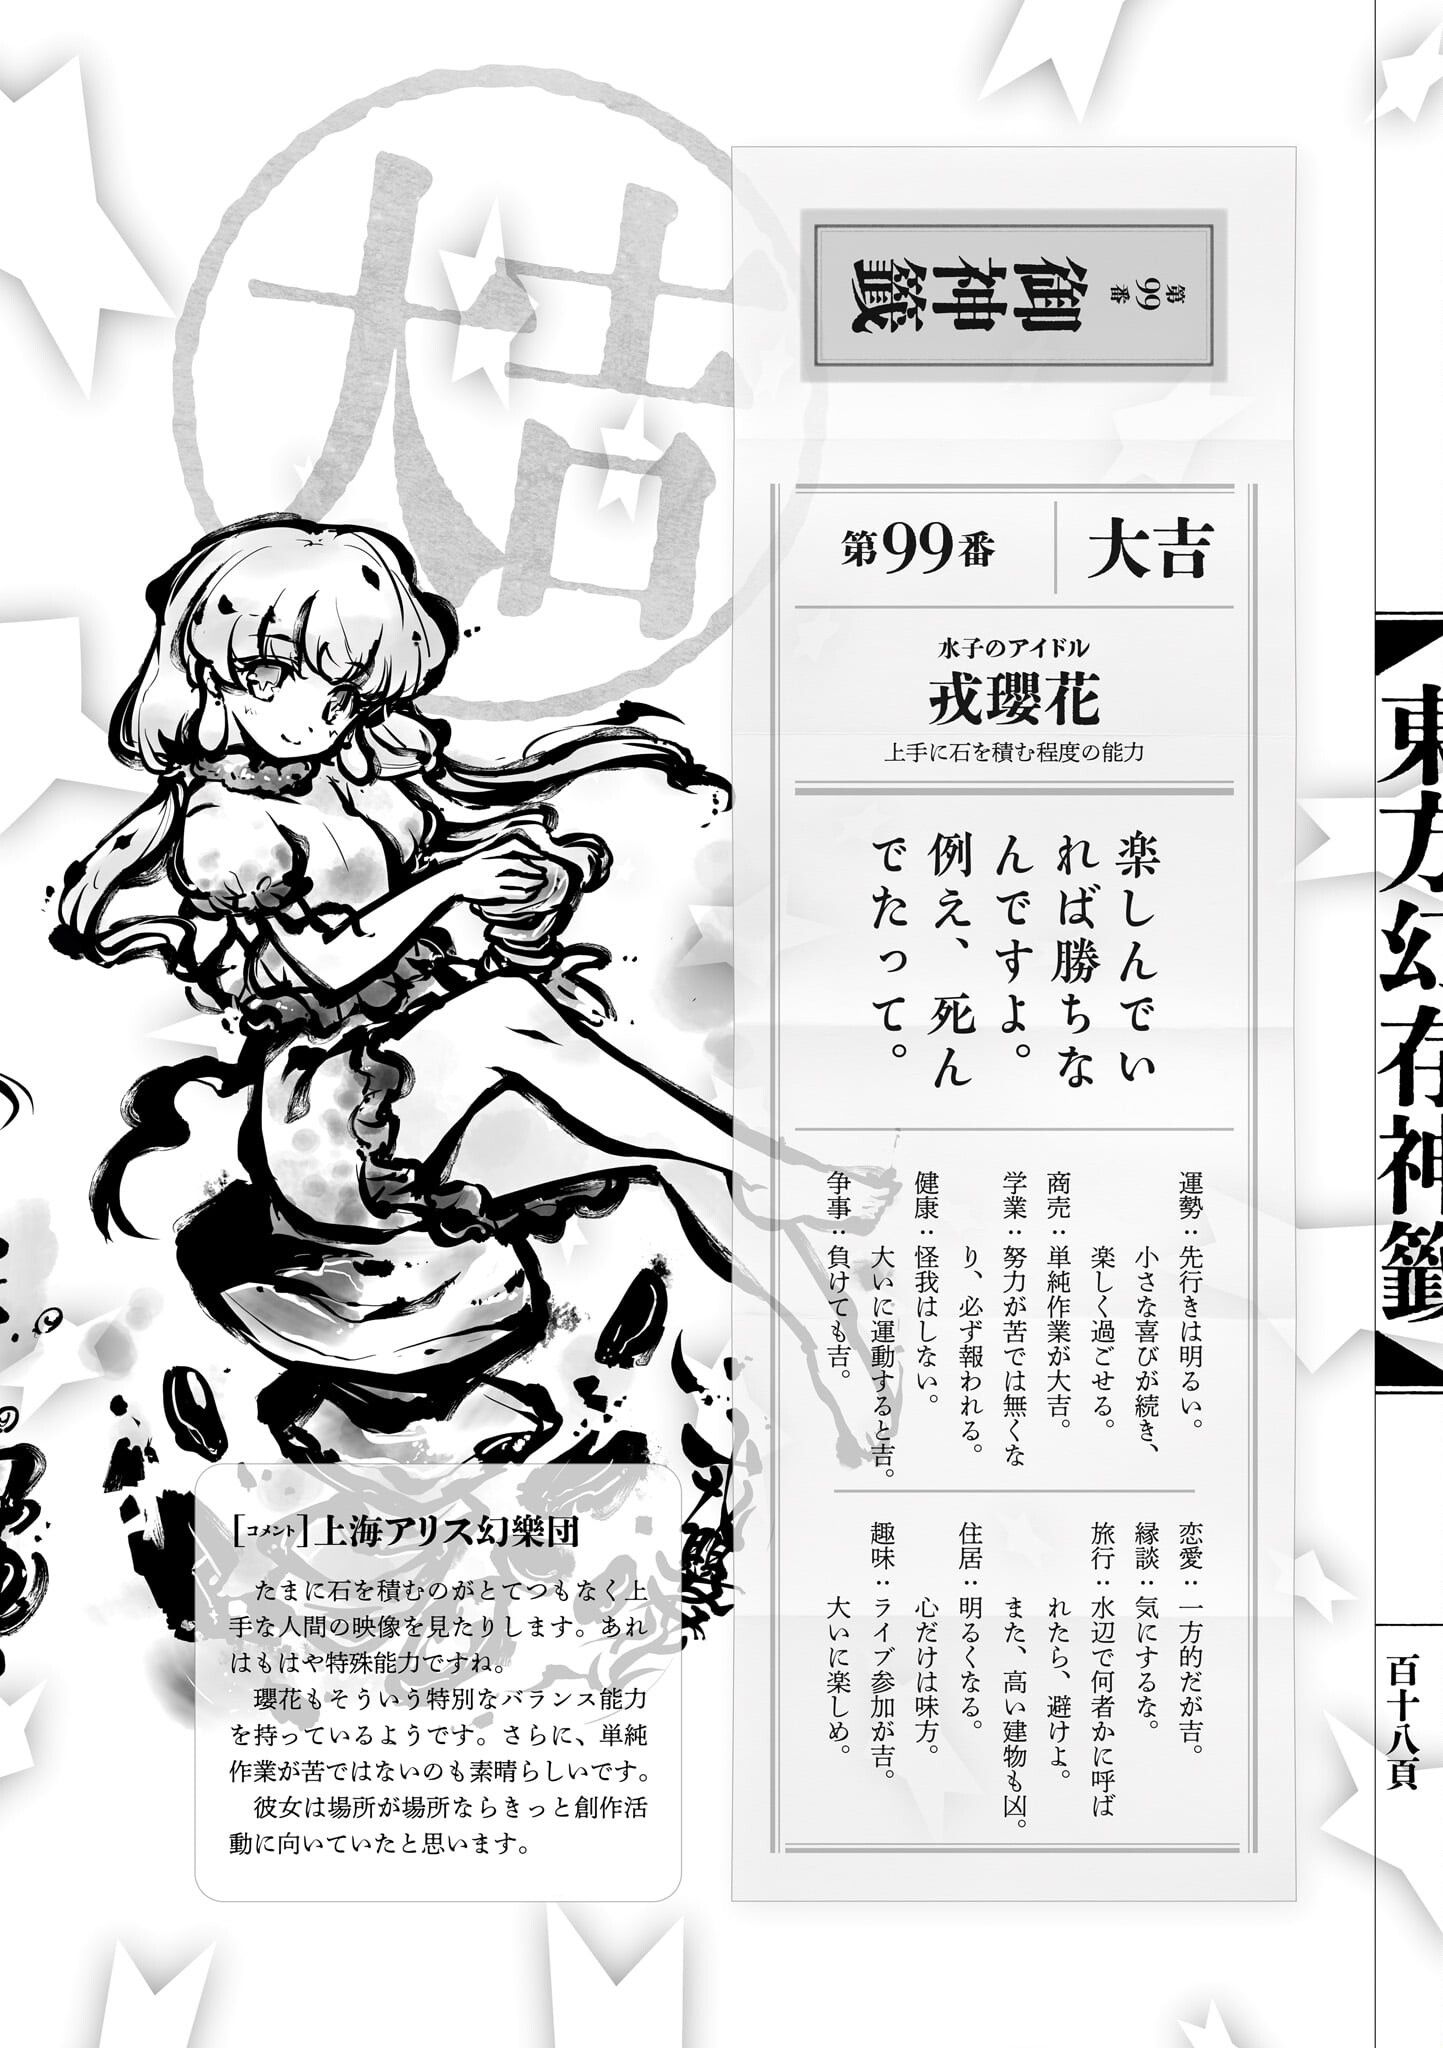 大吉
御神籤
第99番
大吉
第99番
水子のアイドル
戎瓔花
上手に石を積む程度の能力
楽しんでい
れば勝ちな
んですよ。
例え、死ん
でたって。
運勢：先行きは明るい。
小さな喜びが続き、
楽しく過ごせる。
商売：単純作業が大吉。
学業：努力が苦では無くな
り、必ず報われる。
健康：怪我はしない。
大いに運動すると吉。
争事：負けても吉。
恋愛：一方的だが吉。
縁談：気にするな。
旅行：水辺で何者かに呼ば
れたら、避けよ。
また、高い建物も凶。
住居：明るくなる。
心だけは味方。
趣味：ライブ参加が吉。
大いに楽しめ。
［コメント］上海アリス幻樂団
たまに石を積むのがとてつもなく上
手な人間の映像を見たりします。あれ
はもはや特殊能力ですね。
瓔花もそういう特別なバランス能力
を持っているようです。さらに、単純
作業が苦ではないのも素晴らしいです。
彼女は場所が場所ならきっと創作活
動に向いていたと思います。
東方幻存神籤
百十八頁